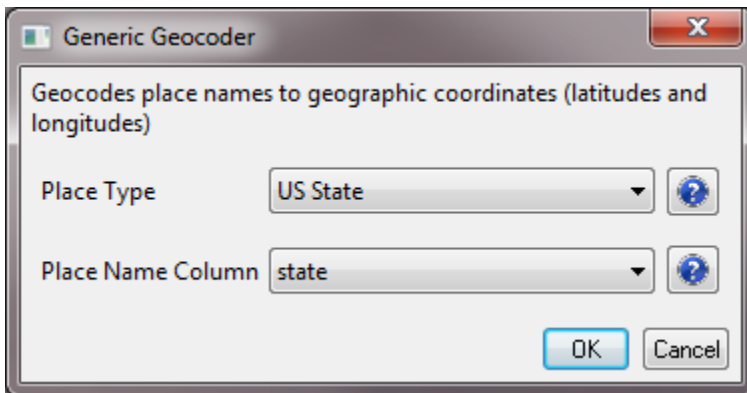 Generic Geocoder
Geocodes place names to geographic coordinates (latitudes and
longitudes)
Place Type US State
Place Name Column state
OK Cancel